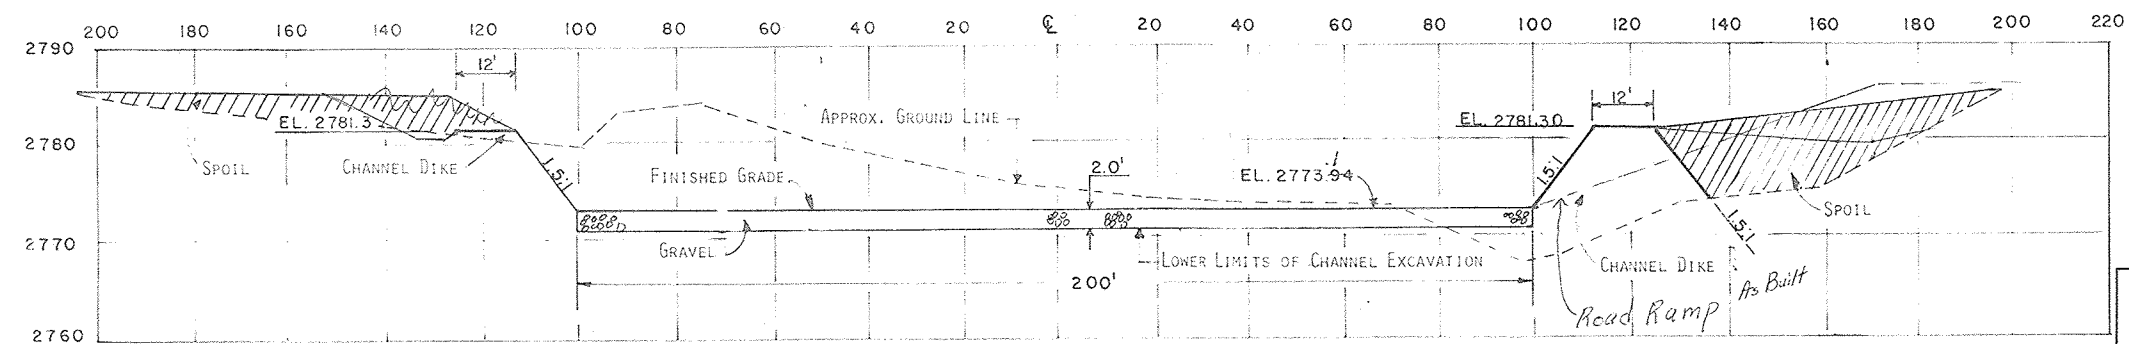 200 180 160 140 120 100 80 60 40 20 ℄ 20 40 60 80 100 120 140 160 180 200 220
2790
12'
12'
APPROX. GROUND LINE
EL. 2781.3
EL. 2781.30
2780
SPOIL
CHANNEL DIKE
1.5:1
FINISHED GRADE
2.0'
EL. 2773.94
1.5:1
SPOIL
1.5:1
2770
GRAVEL
LOWER LIMITS OF CHANNEL EXCAVATION
CHANNEL DIKE
200'
As Built
Road Ramp
2760